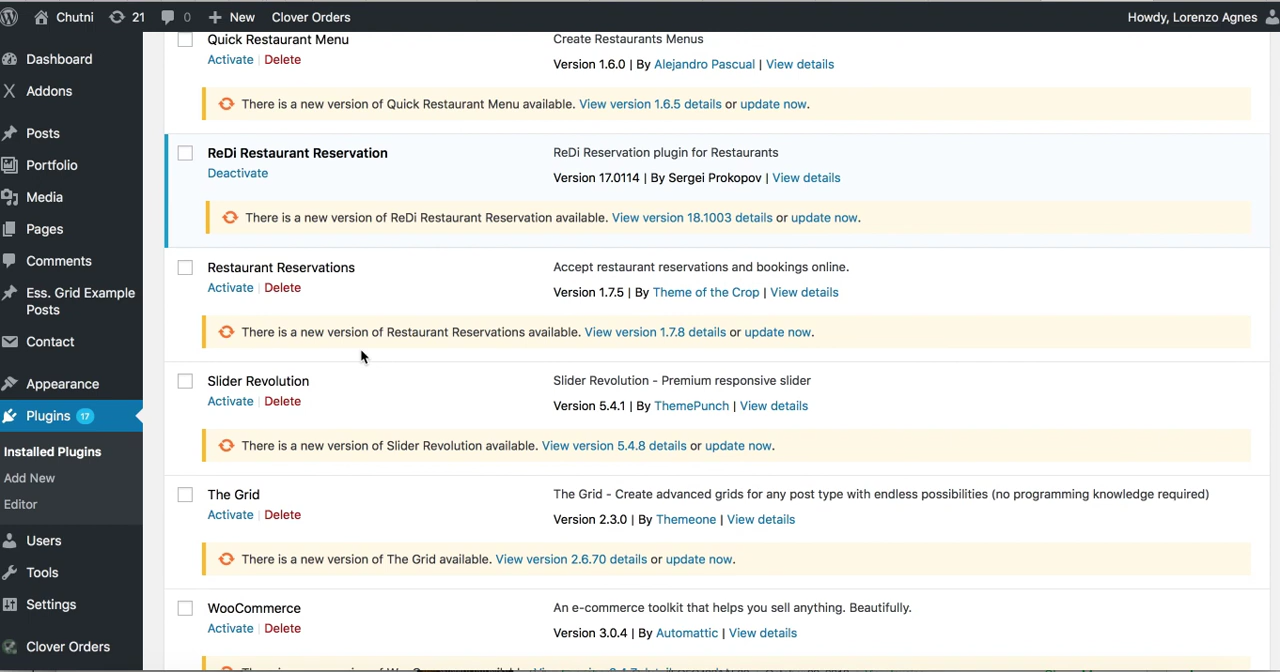 Chutni 21 0 New Clover Orders Howdy, Lorenzo Agnes
Dashboard
Addons
Posts
Portfolio
Media
Pages
Comments
Ess. Grid Example
Posts
Contact
Appearance
Plugins 17
Installed Plugins
Add New
Editor
Users
Tools
Settings
Clover Orders
Quick Restaurant Menu Create Restaurants Menus
Activate | Delete Version 1.6.0 | By Alejandro Pascual | View details
There is a new version of Quick Restaurant Menu available. View version 1.6.5 details or update now.
ReDi Restaurant Reservation ReDi Reservation plugin for Restaurants
Deactivate Version 17.0114 | By Sergei Prokopov | View details
There is a new version of ReDi Restaurant Reservation available. View version 18.1003 details or update now.
Restaurant Reservations Accept restaurant reservations and bookings online.
Activate | Delete Version 1.7.5 | By Theme of the Crop | View details
There is a new version of Restaurant Reservations available. View version 1.7.8 details or update now.
Slider Revolution Slider Revolution - Premium responsive slider
Activate | Delete Version 5.4.1 | By ThemePunch | View details
There is a new version of Slider Revolution available. View version 5.4.8 details or update now.
The Grid The Grid - Create advanced grids for any post type with endless possibilities (no programming knowledge required)
Activate | Delete Version 2.3.0 | By Themeone | View details
There is a new version of The Grid available. View version 2.6.70 details or update now.
WooCommerce An e-commerce toolkit that helps you sell anything. Beautifully.
Activate | Delete Version 3.0.4 | By Automattic | View details